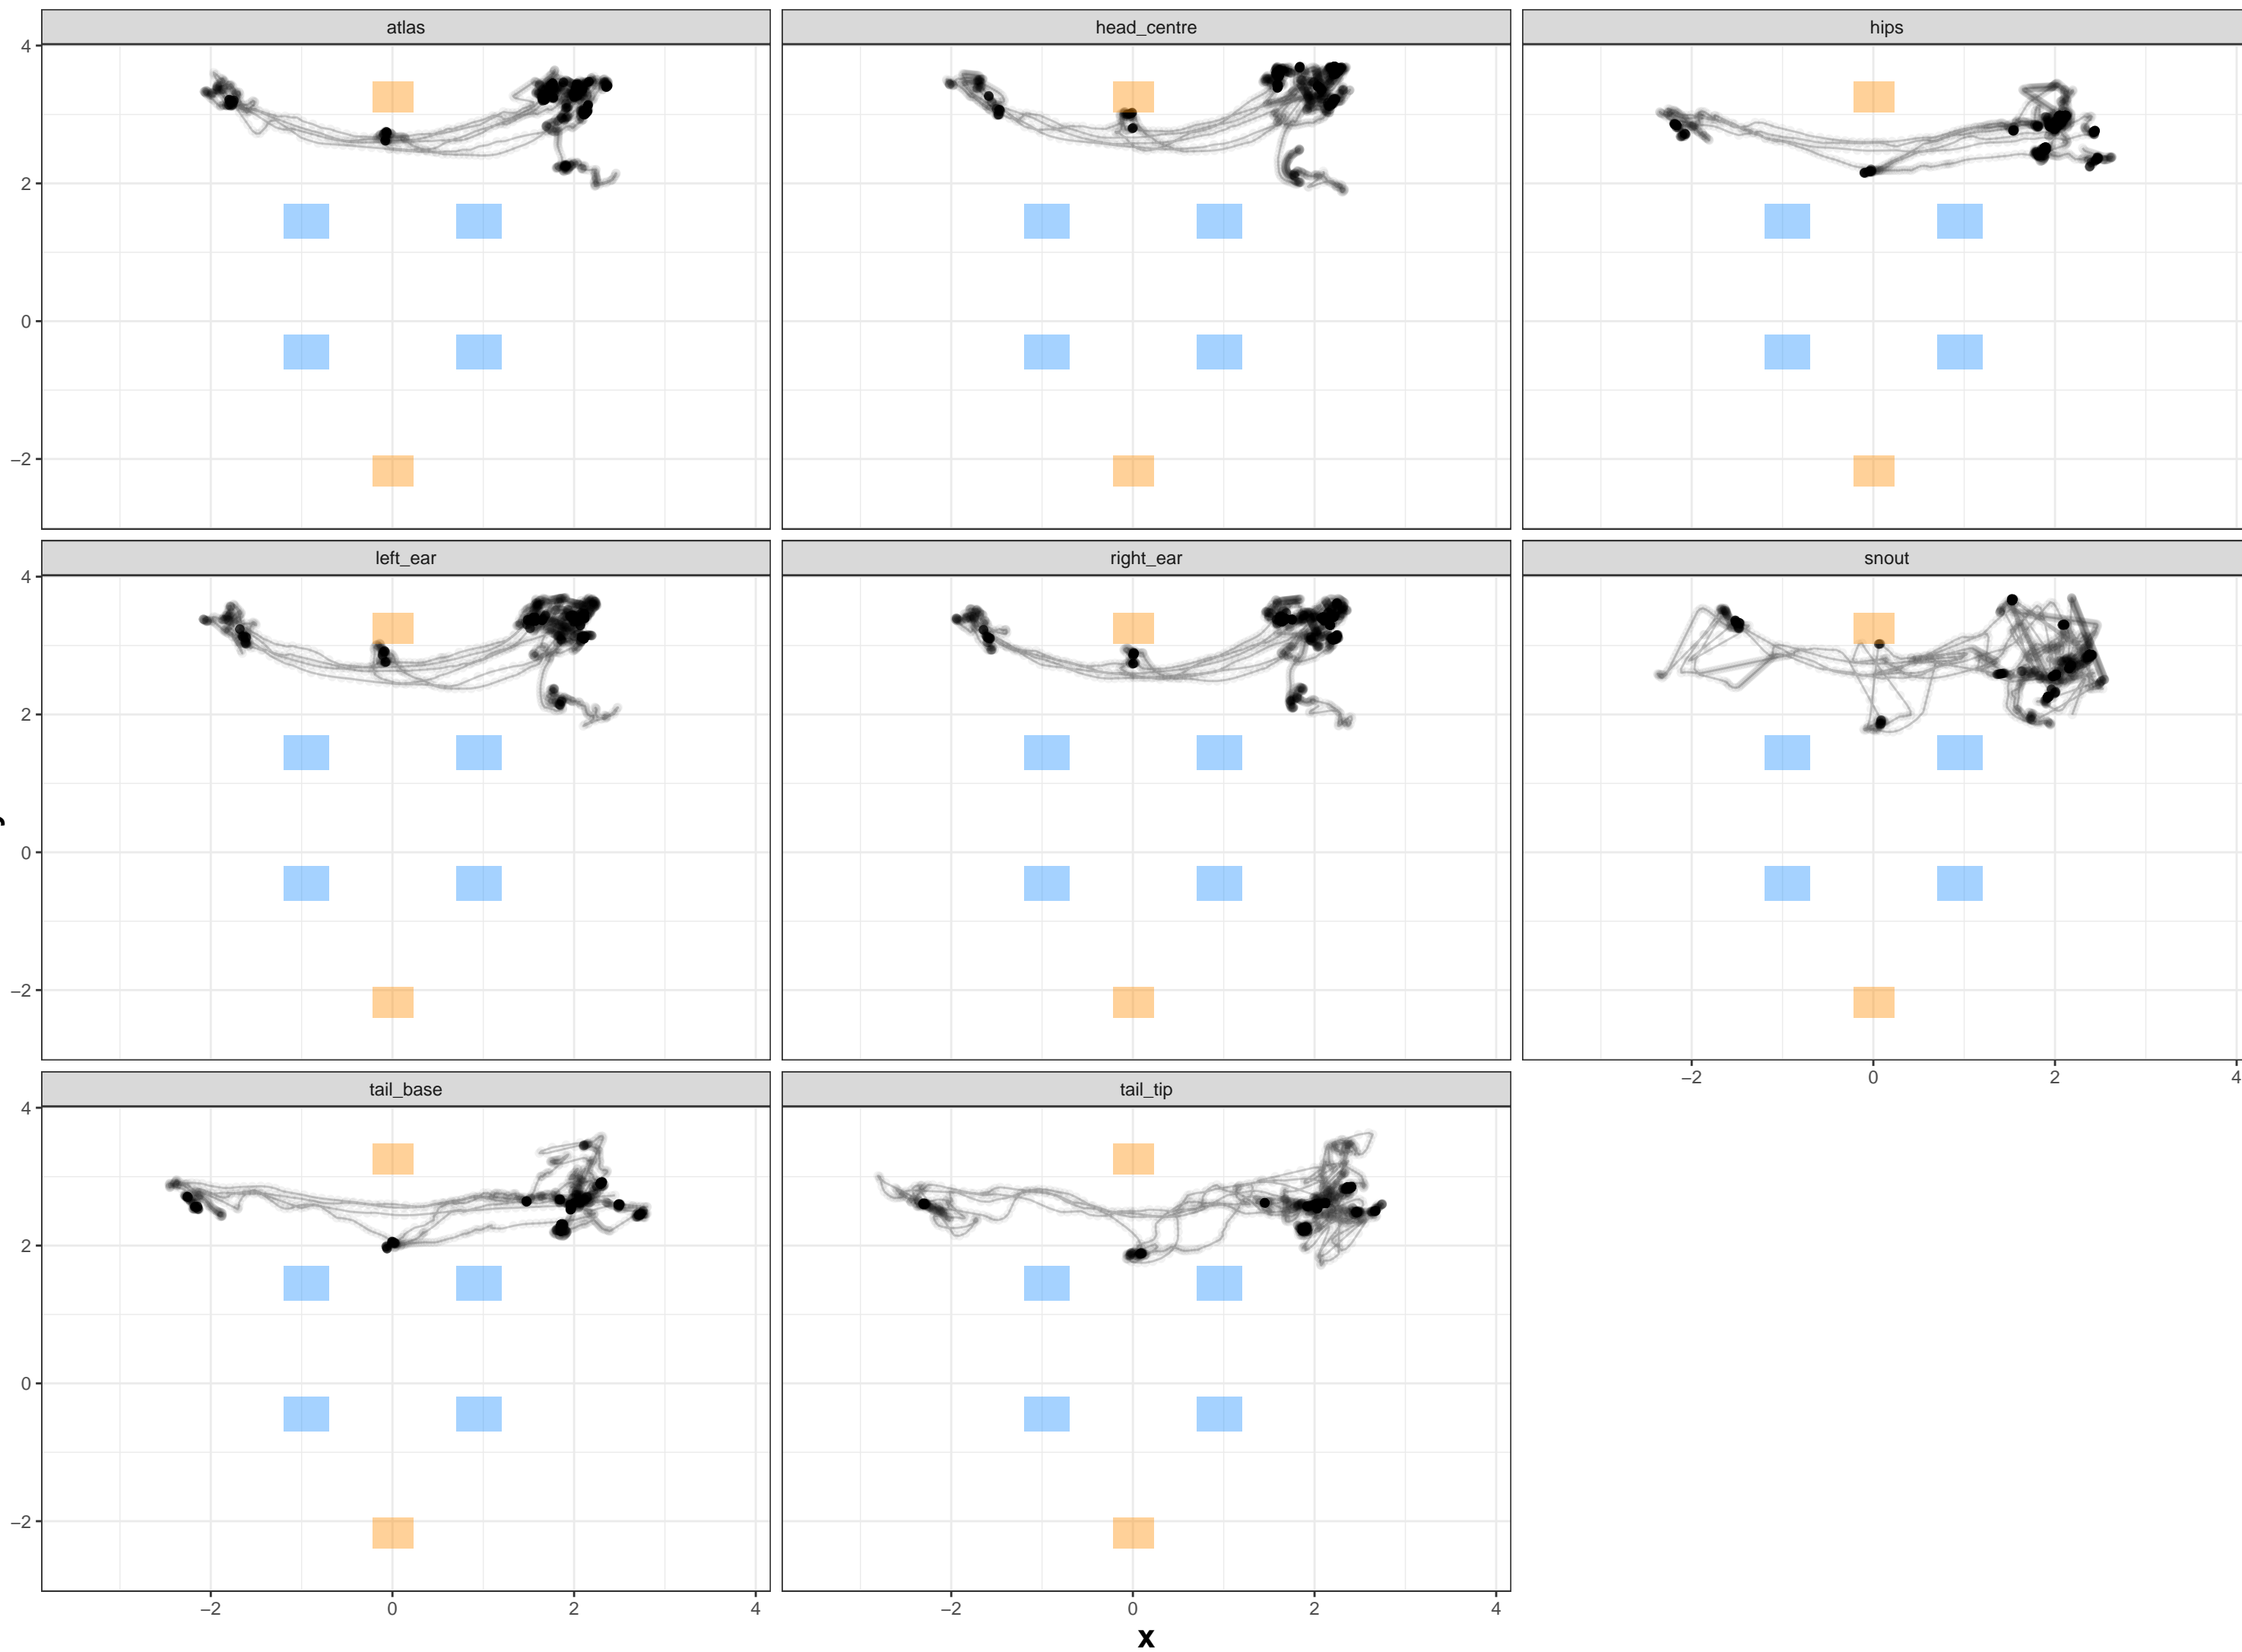 atlas head_centre hips
4
2
0
−2
left_ear right_ear snout
4
2
0
−2
−2 0 2 4
tail_base tail_tip
4
2
0
−2
−2 0 2 4 −2 0 2 4
x